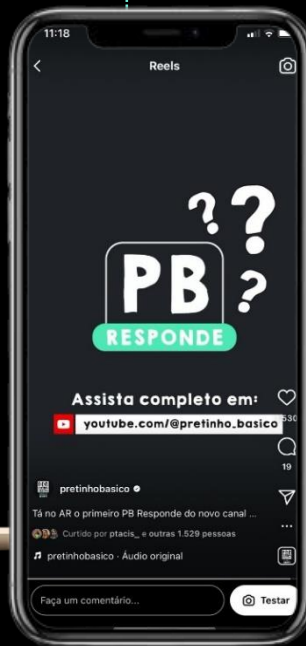 11:18
Reels
? ? ?
PB
RESPONDE
Assista completo em:
youtube.com/@pretinho_basico
19
pretinhobasico
Tá no AR o primeiro PB Responde do novo canal ...
Curtido por ptacis_ e outras 1.529 pessoas
pretinhobasico · Áudio original
Faça um comentário...
Testar